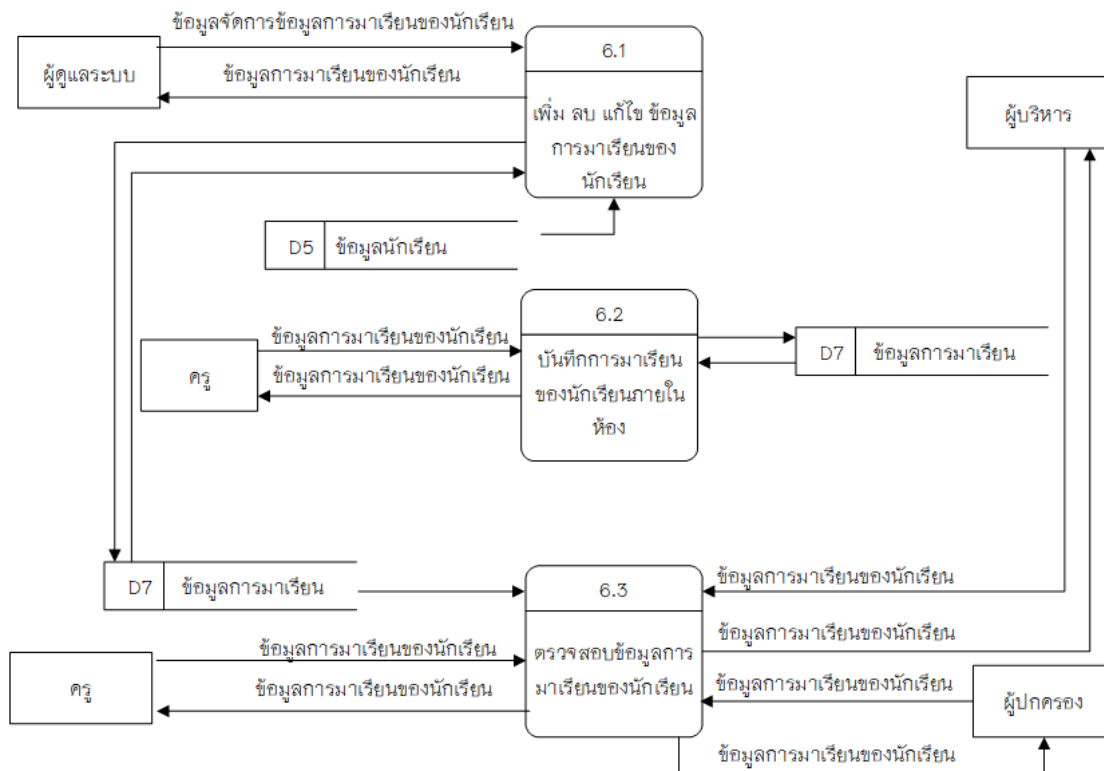 ข้อมูลจัดการข้อมูลการมาเรียนของนักเรียน
6.1
ผู้ดูแลระบบ
ข้อมูลการมาเรียนของนักเรียน
เพิ่ม ลบ แก้ไข ข้อมูล
การมาเรียนของ
นักเรียน
ผู้บริหาร
D5 ข้อมูลนักเรียน
6.2
ข้อมูลการมาเรียนของนักเรียน
ครู
ข้อมูลการมาเรียนของนักเรียน
บันทึกการมาเรียน
ของนักเรียนภายใน
ห้อง
D7 ข้อมูลการมาเรียน
D7 ข้อมูลการมาเรียน
6.3
ข้อมูลการมาเรียนของนักเรียน
ข้อมูลการมาเรียนของนักเรียน
ตรวจสอบข้อมูลการ
มาเรียนของนักเรียน
ข้อมูลการมาเรียนของนักเรียน
ครู
ข้อมูลการมาเรียนของนักเรียน
ข้อมูลการมาเรียนของนักเรียน
ผู้ปกครอง
ข้อมูลการมาเรียนของนักเรียน